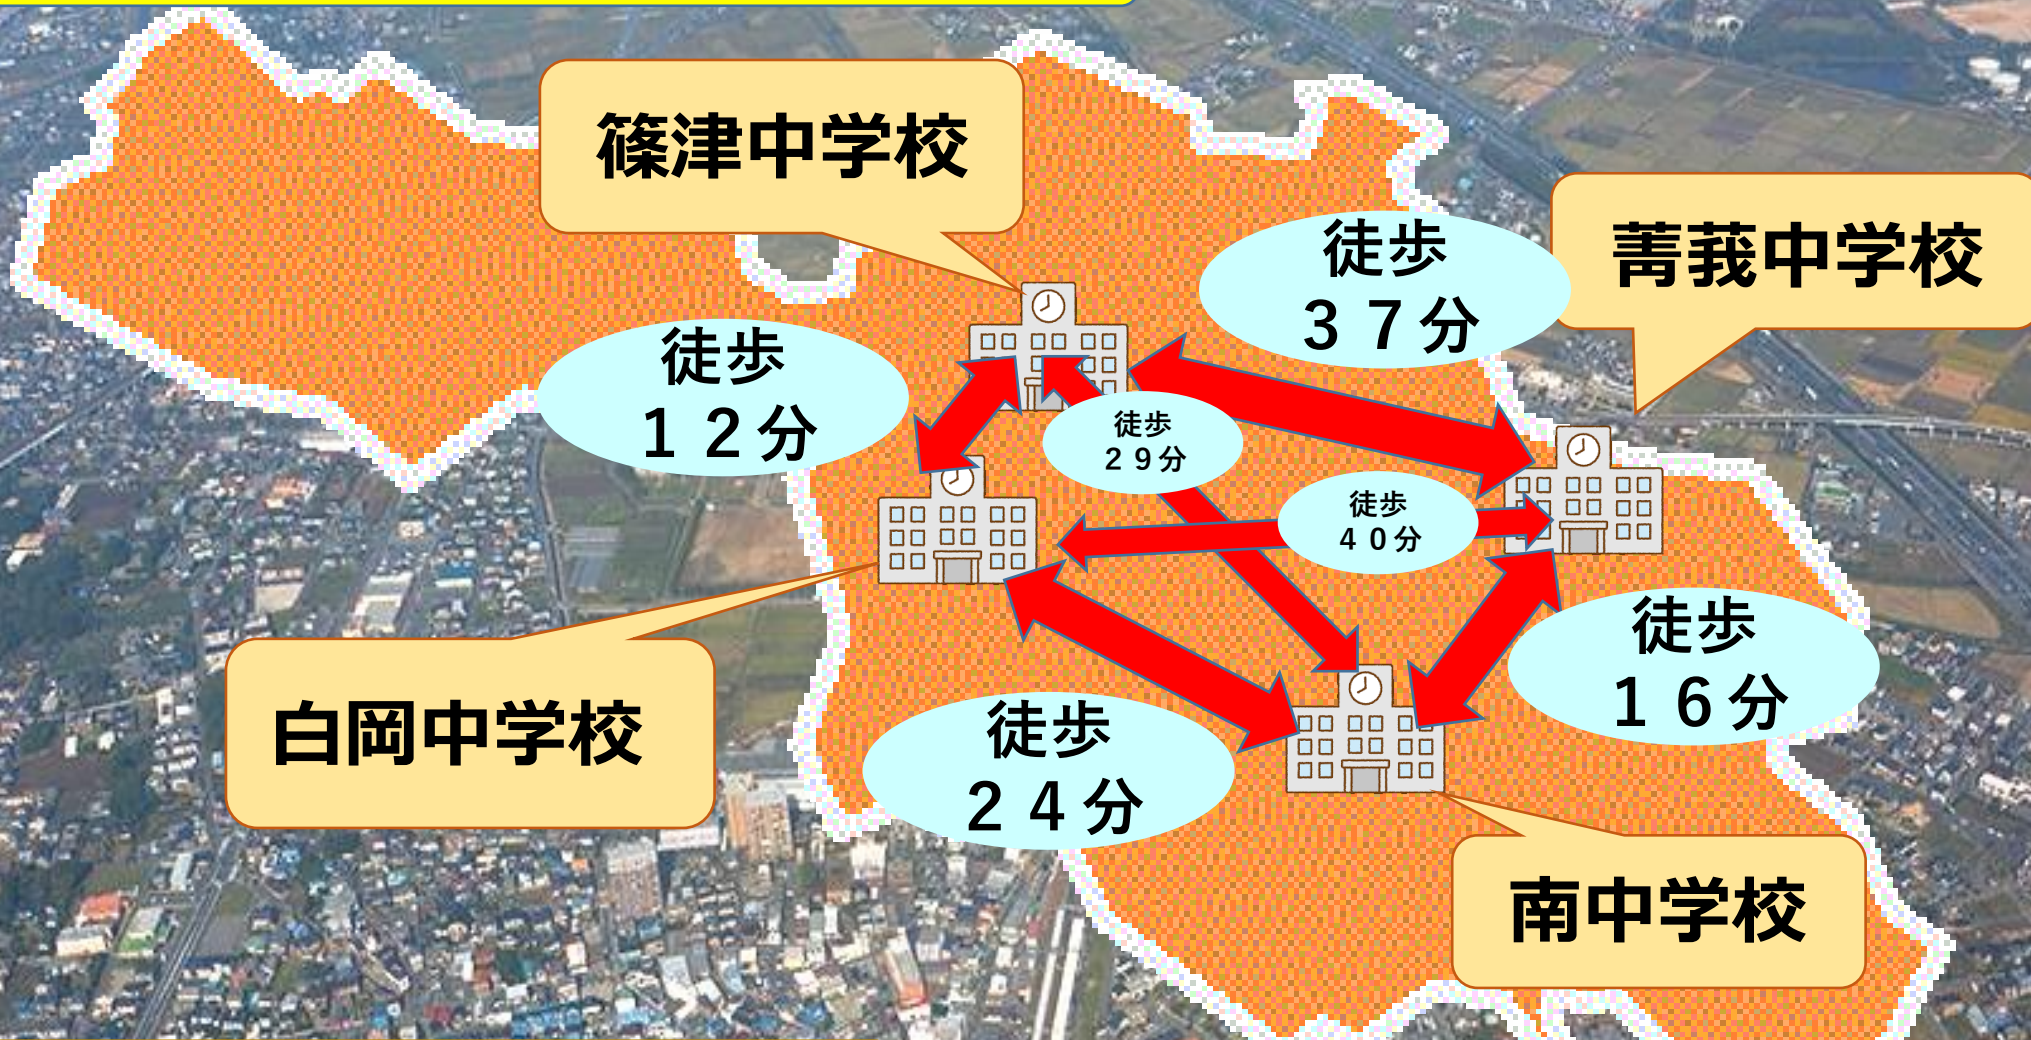 篠津中学校
菁莪中学校
徒歩
３７分
徒歩
１２分
徒歩
２９分
徒歩
４０分
徒歩
１６分
白岡中学校
徒歩
２４分
南中学校